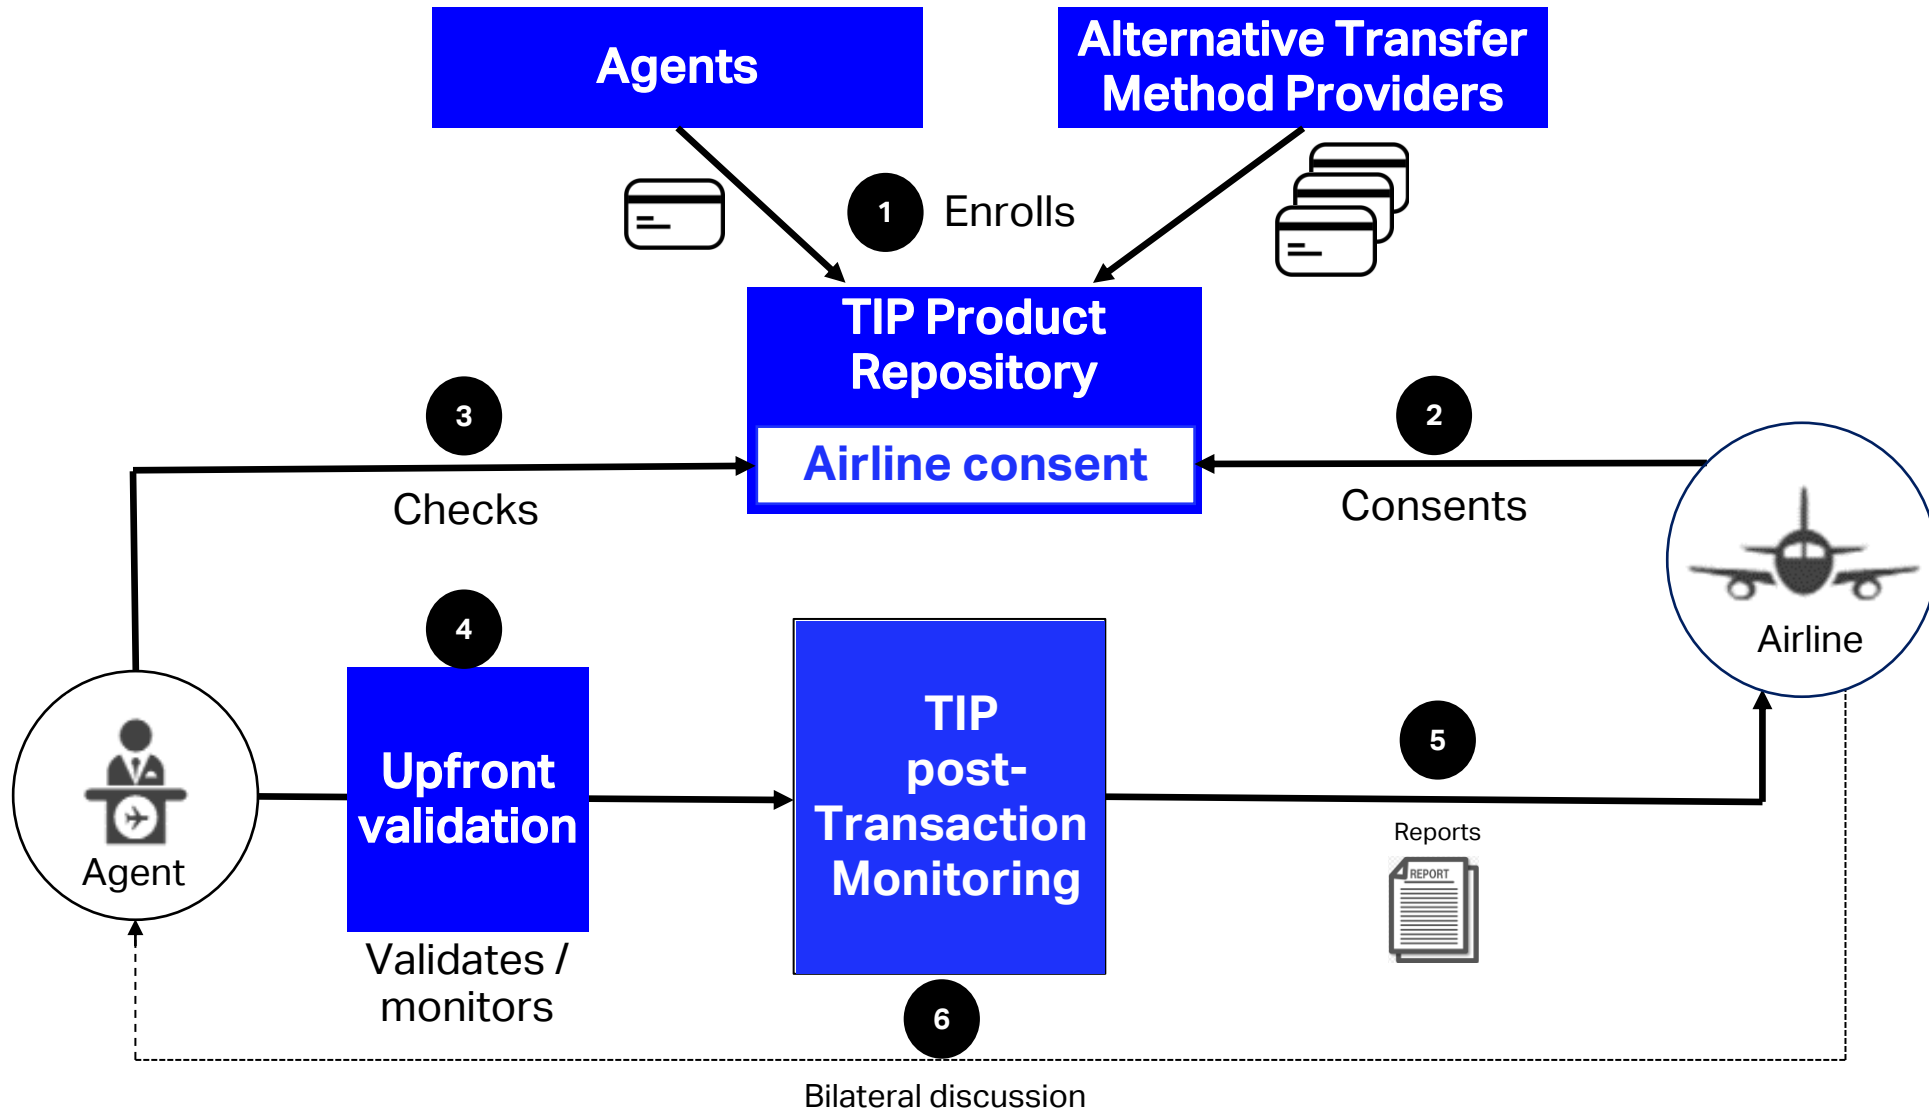 Agents
Alternative Transfer
Method Providers
1
Enrolls
TIP Product
Repository
Airline consent
3
Checks
2
Consents
Airline
4
Upfront
validation
Validates /
monitors
Agent
TIP
post-
Transaction
Monitoring
5
Reports
REPORT
6
Bilateral discussion